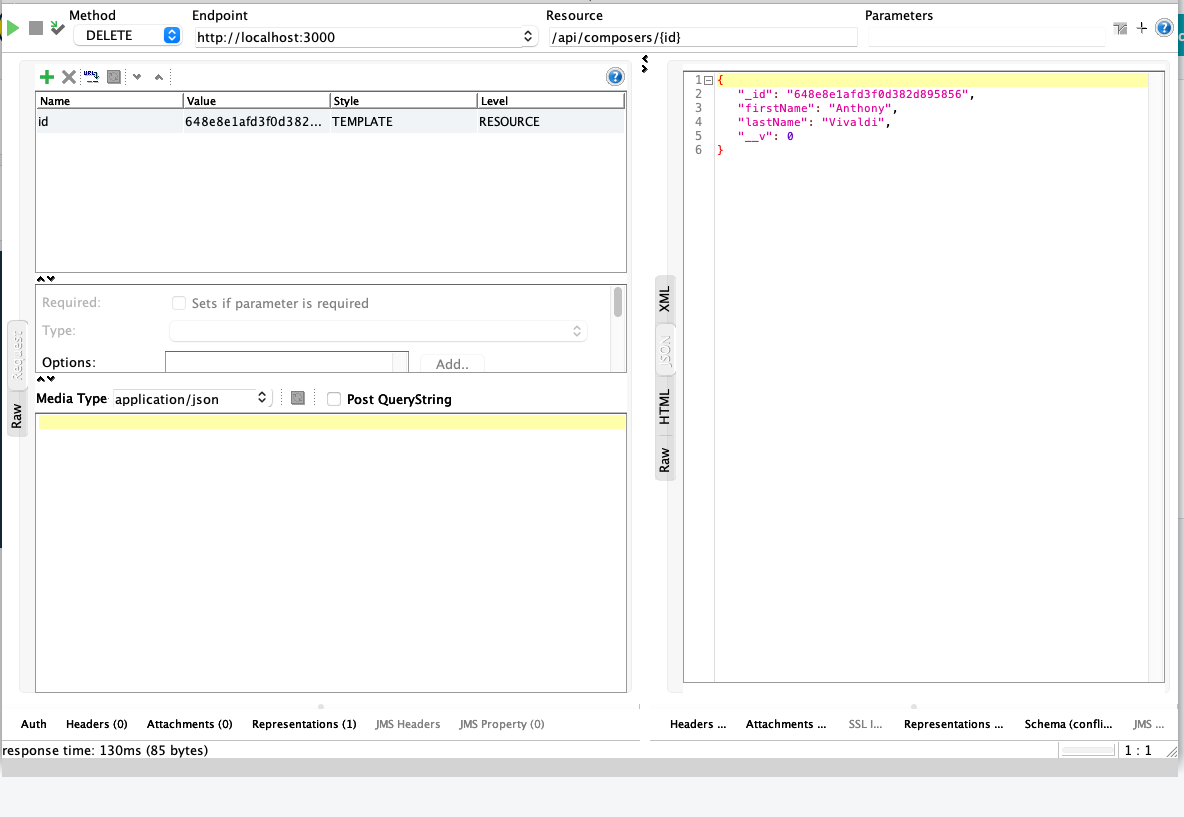 Method Endpoint Resource Parameters
DELETE http://localhost:3000 /api/composers/{id}
Name Value Style Level
id 648e8e1afd3f0d382... TEMPLATE RESOURCE
Required: Sets if parameter is required
Type:
Options: Add..
Media Type application/json Post QueryString
Request
Raw
XML
JSON
HTML
Raw
1 {
2 "_id": "648e8e1afd3f0d382d895856",
3 "firstName": "Anthony",
4 "lastName": "Vivaldi",
5 "__v": 0
6 }
Auth Headers (0) Attachments (0) Representations (1) JMS Headers JMS Property (0)
Headers ... Attachments ... SSL I... Representations ... Schema (confli... JMS ...
response time: 130ms (85 bytes) 1 : 1